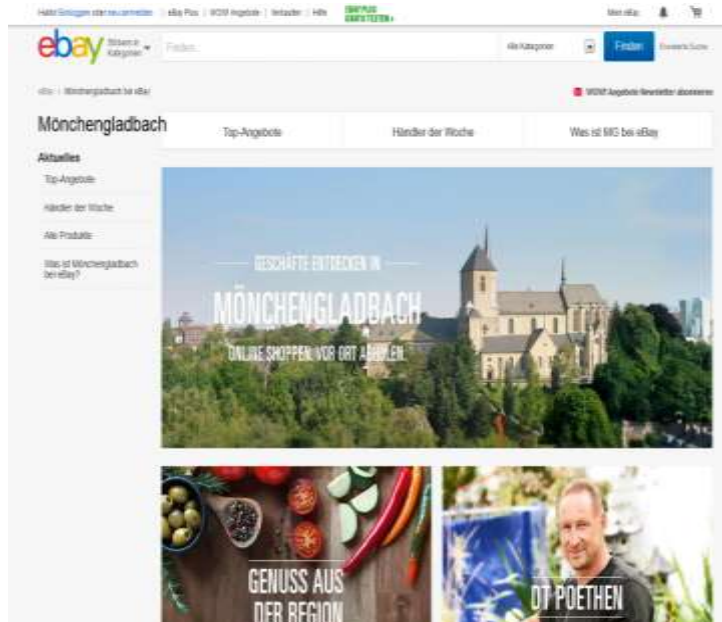 Hallo! Einloggen oder neu anmelden | eBay Plus | WOW! Angebote | Verkaufen | Hilfe
EBAY PLUS
GRATIS TESTEN
Mein eBay
ebay
Stöbern in
Kategorien
Finden...
Alle Kategorien
Finden
Erweiterte Suche
eBay > Mönchengladbach bei eBay
WOW! Angebote Newsletter abonnieren
Mönchengladbach
Top-Angebote
Händler der Woche
Was ist MG bei eBay
Aktuelles
Top-Angebote
Händler der Woche
Alle Produkte
Was ist Mönchengladbach
bei eBay?
GESCHÄFTE ENTDECKEN IN
MÖNCHENGLADBACH
ONLINE SHOPPEN. VOR ORT ABHOLEN.
GENUSS AUS
DER REGION
OT POETHEN